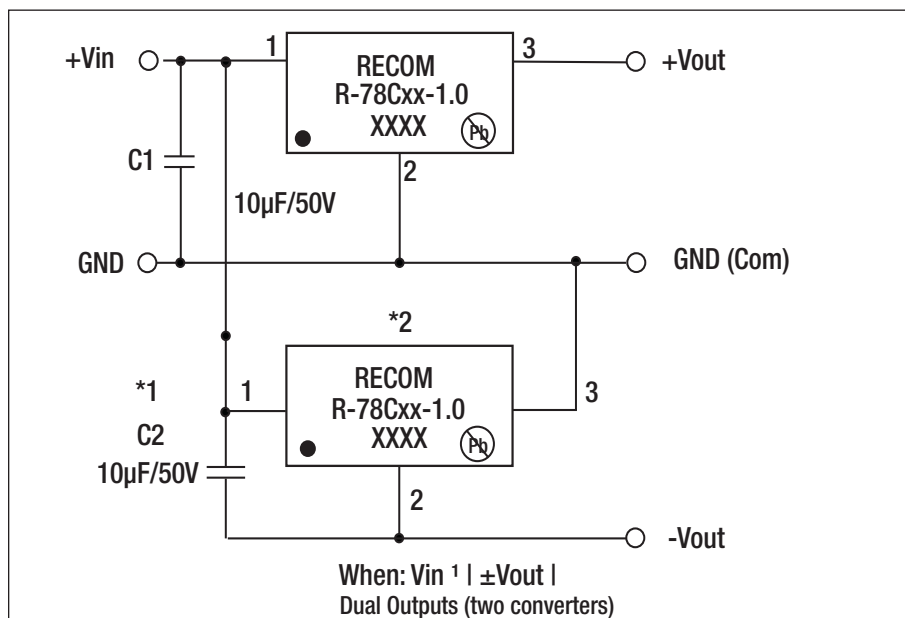 +Vin
1
RECOM
R-78Cxx-1.0
XXXX
Pb
3
+Vout
C1
2
10µF/50V
GND
GND (Com)
*2
*1
C2
10µF/50V
1
RECOM
R-78Cxx-1.0
XXXX
Pb
3
2
-Vout
When: Vin ¹ | ±Vout |
Dual Outputs (two converters)